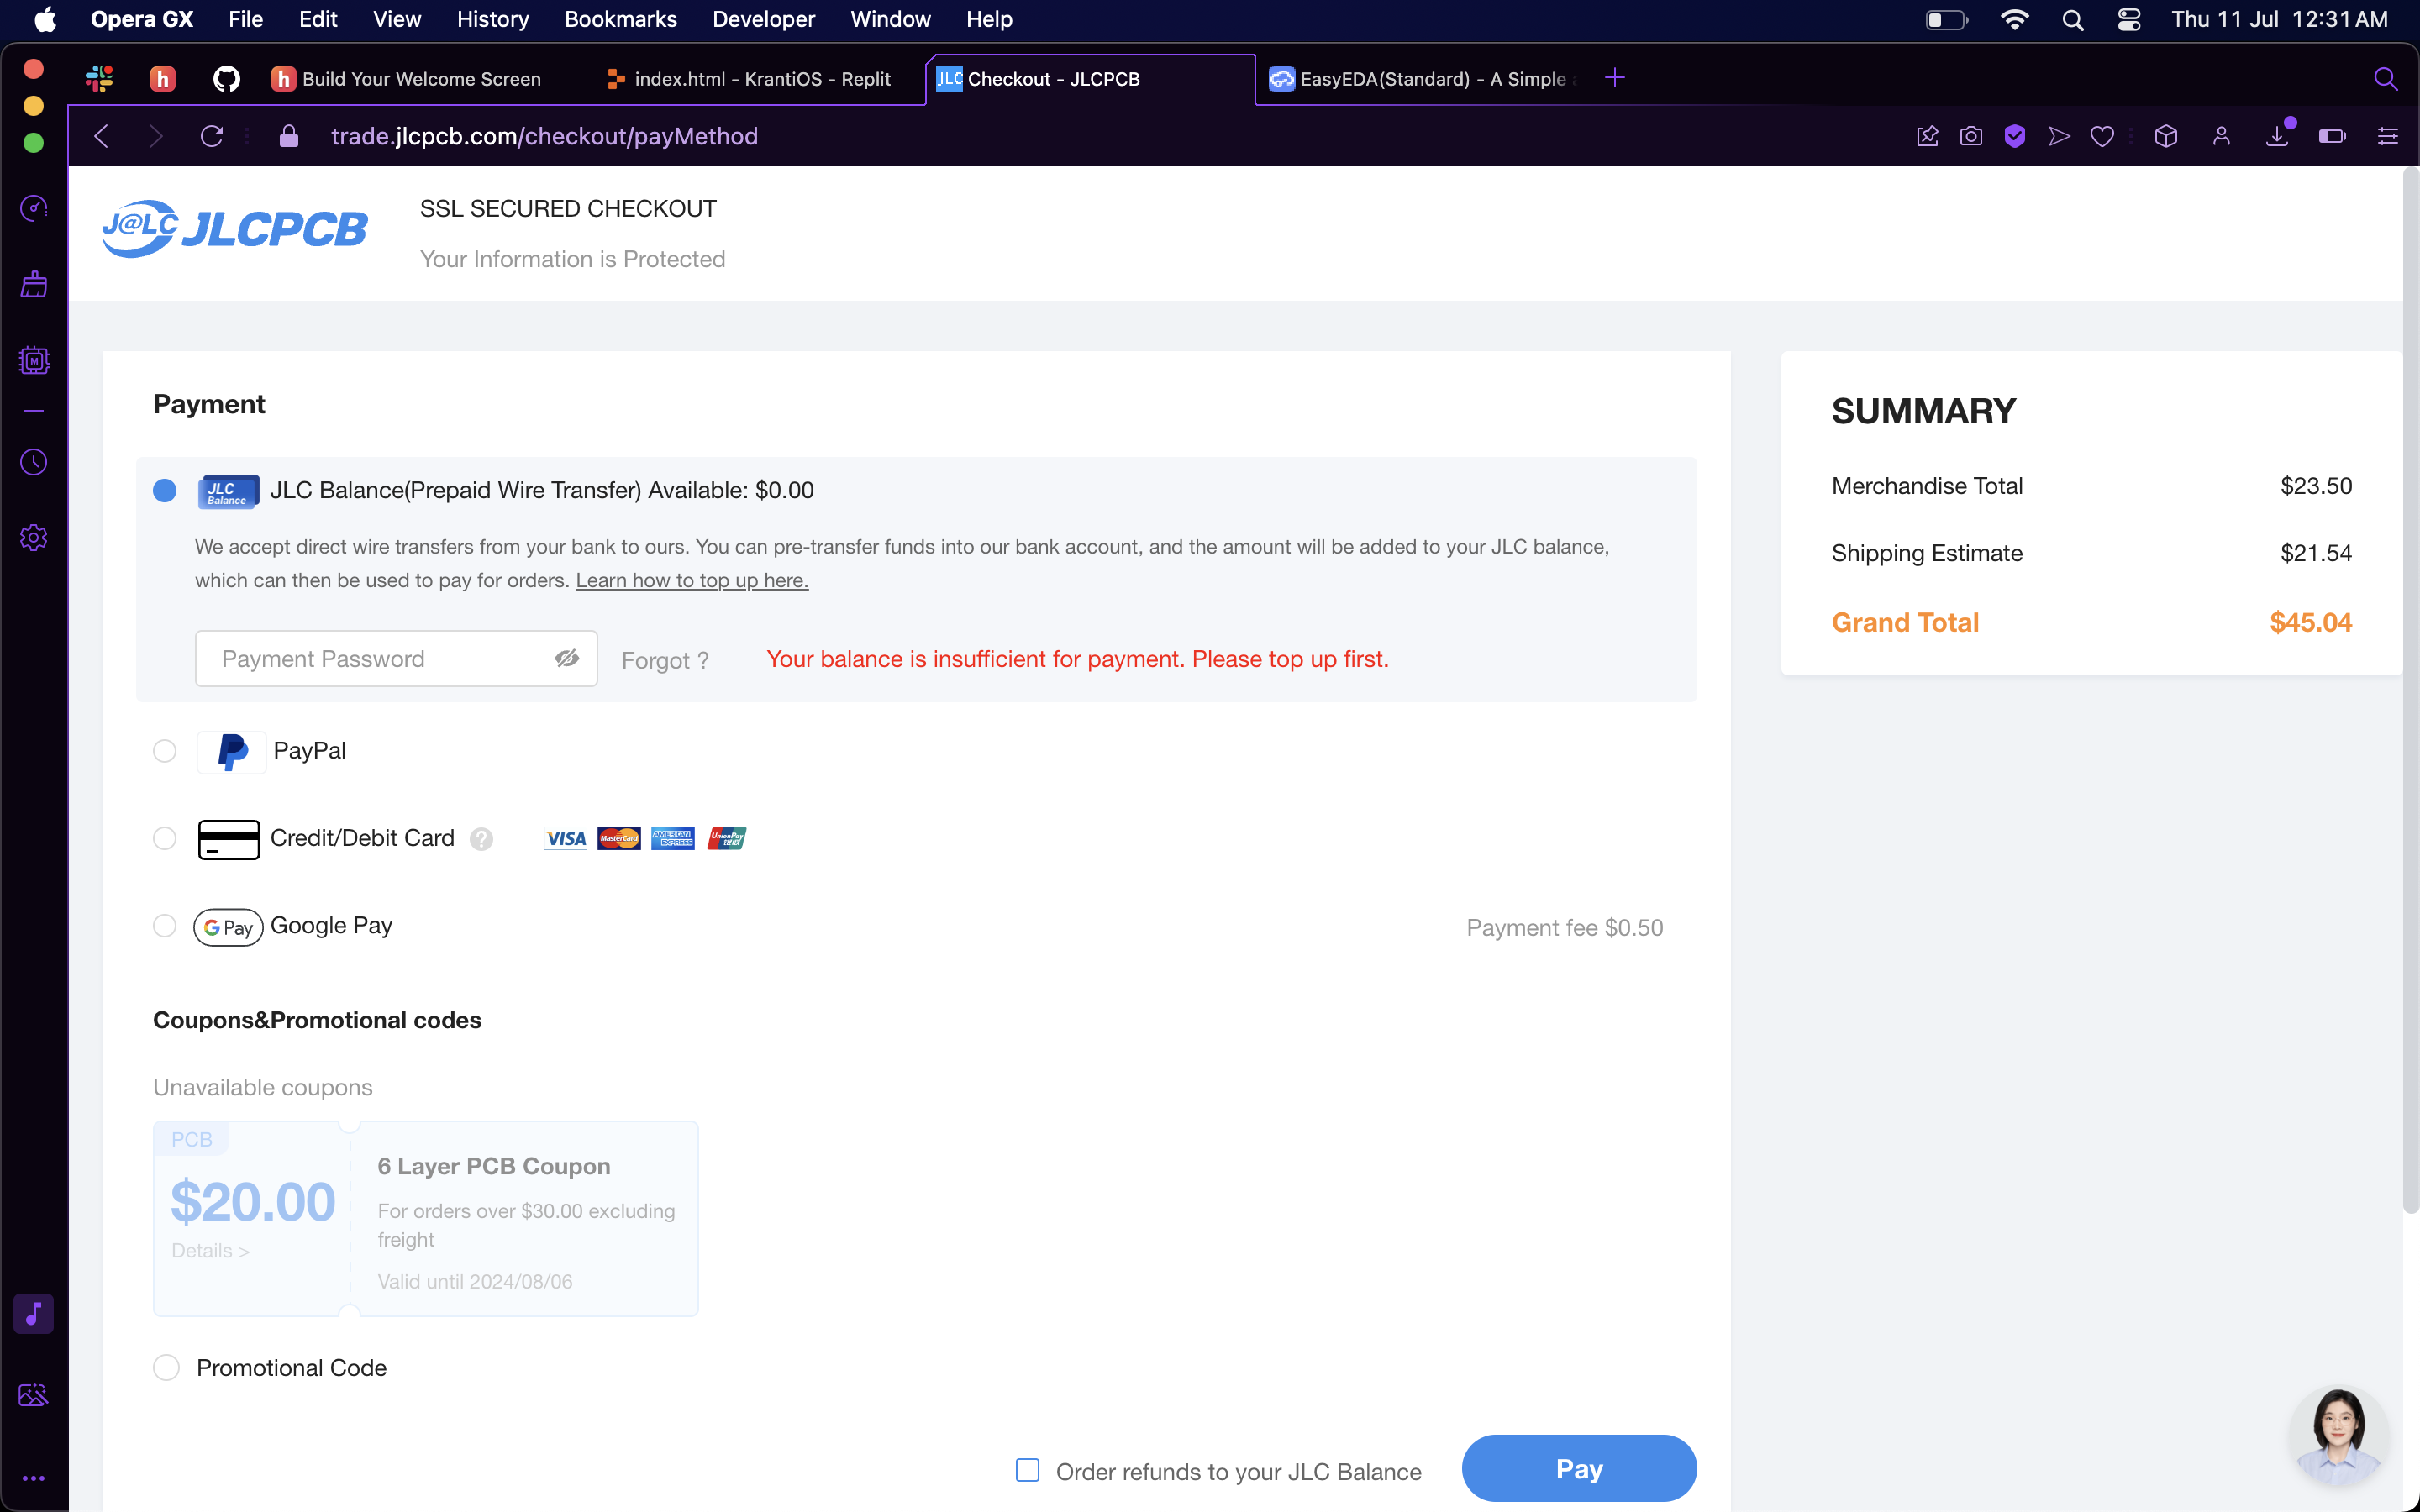 Opera GX File Edit View History Bookmarks Developer Window Help Thu 11 Jul 12:31 AM
h h Build Your Welcome Screen index.html - KrantiOS - Replit JLC Checkout - JLCPCB EasyEDA(Standard) - A Simple
trade.jlcpcb.com/checkout/payMethod
J@LC JLCPCB
SSL SECURED CHECKOUT
Your Information is Protected
Payment
JLC Balance
JLC Balance(Prepaid Wire Transfer) Available: $0.00
We accept direct wire transfers from your bank to ours. You can pre-transfer funds into our bank account, and the amount will be added to your JLC balance,
which can then be used to pay for orders. Learn how to top up here.
Payment Password Forgot ? Your balance is insufficient for payment. Please top up first.
PayPal
Credit/Debit Card ? VISA MasterCard AMERICAN EXPRESS UnionPay
G Pay Google Pay Payment fee $0.50
Coupons&Promotional codes
Unavailable coupons
PCB
$20.00
Details >
6 Layer PCB Coupon
For orders over $30.00 excluding
freight
Valid until 2024/08/06
Promotional Code
Order refunds to your JLC Balance Pay
SUMMARY
Merchandise Total $23.50
Shipping Estimate $21.54
Grand Total $45.04
M